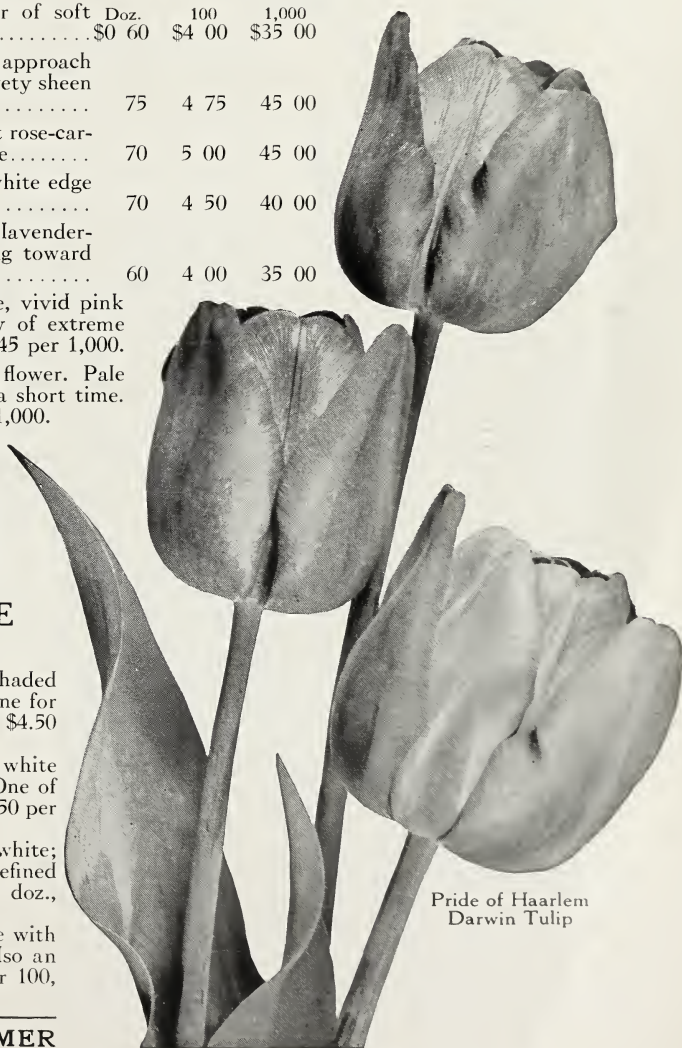 r of soft Doz. 100 1,000
.........$0 60 $4 00 $35 00
approach
ety sheen
......... 75 4 75 45 00
t rose-car-
e........ 70 5 00 45 00
hite edge
......... 70 4 50 40 00
lavender-
g toward
........ 60 4 00 35 00
e, vivid pink
y of extreme
45 per 1,000.
flower. Pale
a short time.
,000.
E
haded
ne for
$4.50
white
One of
50 per
white;
efined
doz.,
e with
lso an
r 100,
MER
Pride of Haarlem
Darwin Tulip